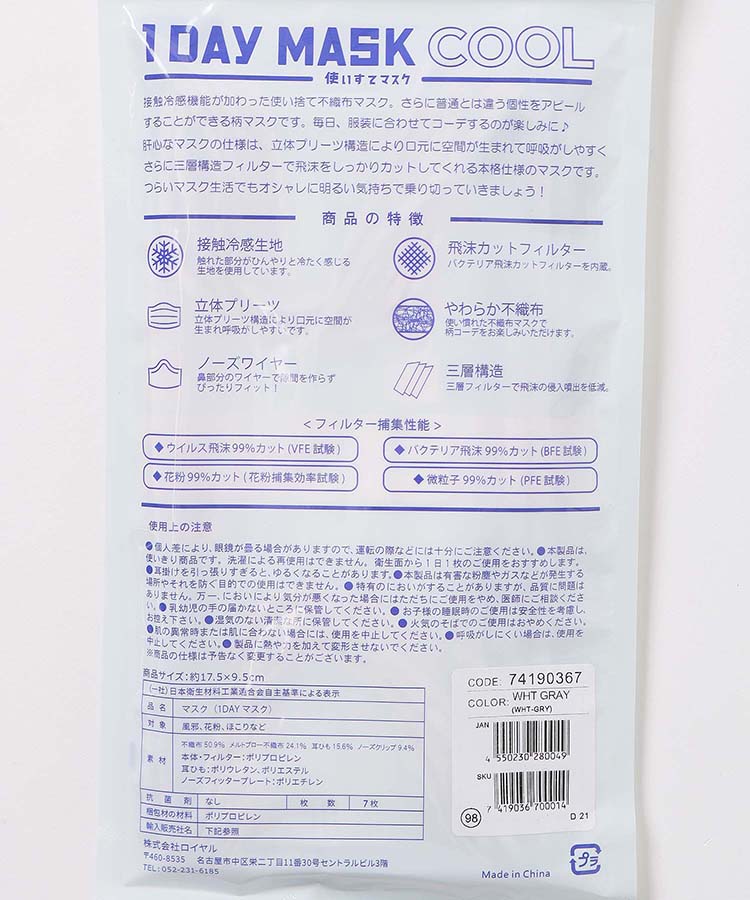 1 DAY MASK COOL
使いすてマスク
接触冷感機能が加わった使い捨て不織布マスク。さらに普通とは違う個性をアピール
することができる柄マスクです。毎日、服装に合わせてコーデするのが楽しみに♪
肝心なマスクの仕様は、立体プリーツ構造により口元に空間が生まれて呼吸がしやすく
さらに三層構造フィルターで飛沫をしっかりカットしてくれる本格仕様のマスクです。
つらいマスク生活でもオシャレに明るい気持ちで乗り切っていきましょう！
商品の特徴
接触冷感生地
触れた部分がひんやりと冷たく感じる
生地を使用しています。
飛沫カットフィルター
バクテリア飛沫カットフィルターを内蔵。
立体プリーツ
立体プリーツ構造により口元に空間が
生まれ呼吸がしやすいです。
やわらか不織布
使い慣れた不織布マスクで
柄コーデをお楽しみいただけます。
ノーズワイヤー
鼻部分のワイヤーで隙間を作らず
ぴったりフィット！
三層構造
三層フィルターで飛沫の侵入噴出を低減。
＜フィルター捕集性能＞
◆ウイルス飛沫99%カット(VFE試験)
◆バクテリア飛沫99%カット(BFE試験)
◆花粉99%カット(花粉捕集効率試験)
◆微粒子99%カット(PFE試験)
使用上の注意
●個人差により、眼鏡が曇る場合がありますので、運転の際などには十分にご注意ください。●本製品は、
使いきり商品です。洗濯による再使用はできません。衛生面から1日1枚のご使用をおすすめします。
●耳掛けを引っ張りすぎると、ゆるくなることがあります。●本製品は有害な粉塵やガスなどが発生する
場所やそれを防ぐ目的での使用はできません。●特有のにおいがすることがありますが、品質に問題は
ありません。万一、においにより気分が悪くなった場合にはただちにご使用をやめ、医師にご相談くださ
い。●乳幼児の手の届かないところに保管してください。●お子様の睡眠時のご使用は安全性を考慮し、
お控え下さい。●湿気のない清潔な所に保管してください。●火気のそばでのご使用はおやめください。
●肌の異常時または肌に合わない場合には、使用を中止してください。●呼吸がしにくい場合は、使用を
中止してください。●製品に熱や力を加えて変形させないでください。
※商品の仕様は予告なく変更することがございます。
商品サイズ：約17.5×9.5cm
(一社)日本衛生材料工業連合会自主基準による表示
品名 マスク（1DAYマスク）
対象 風邪、花粉、ほこりなど
素材 不織布 50.9% メルトブロー不織布 24.1% 耳ひも 15.6% ノーズクリップ 9.4%
本体・フィルター：ポリプロピレン
耳ひも：ポリウレタン、ポリエステル
ノーズフィッタープレート：ポリエチレン
抗菌剤 なし 枚数 7枚
梱包材の材料 ポリプロピレン
輸入販売社名 下記参照
株式会社ロイヤル
〒460-8535 名古屋市中区栄二丁目11番30号セントラルビル3階
TEL：052-231-6185
CODE: 74190367
COLOR: WHT GRAY
(WHT-GRY)
JAN
4 550230 280049
SKU
7 419036 700014
98
D 21
プラ
Made in China